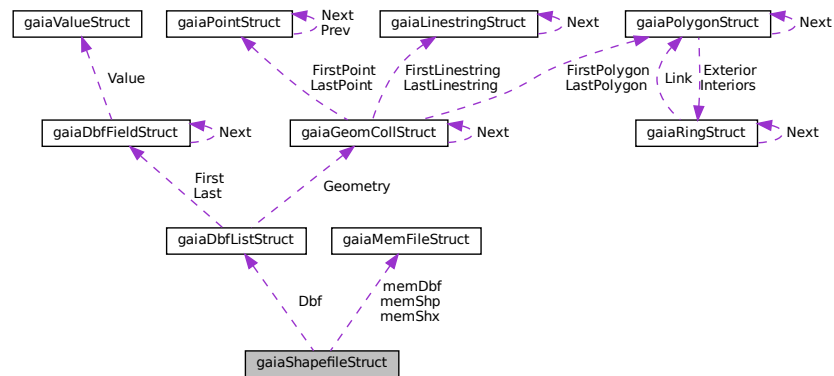 gaiaValueStruct
gaiaPointStruct
Next
Prev
gaiaLinestringStruct
Next
gaiaPolygonStruct
Next
Value
FirstPoint
LastPoint
FirstLinestring
LastLinestring
FirstPolygon
LastPolygon
Link
Exterior
Interiors
gaiaDbfFieldStruct
Next
gaiaGeomCollStruct
Next
gaiaRingStruct
Next
First
Last
Geometry
gaiaDbfListStruct
gaiaMemFileStruct
Dbf
memDbf
memShp
memShx
gaiaShapefileStruct